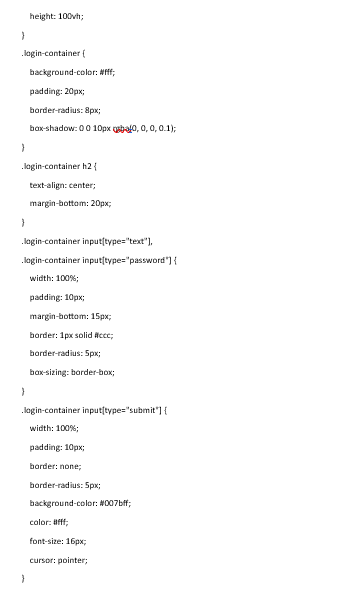 height: 100vh;
}
.login-container {
background-color: #fff;
padding: 20px;
border-radius: 8px;
box-shadow: 0 0 10px rgba(0, 0, 0, 0.1);
}
.login-container h2 {
text-align: center;
margin-bottom: 20px;
}
.login-container input[type="text"],
.login-container input[type="password"] {
width: 100%;
padding: 10px;
margin-bottom: 15px;
border: 1px solid #ccc;
border-radius: 5px;
box-sizing: border-box;
}
.login-container input[type="submit"] {
width: 100%;
padding: 10px;
border: none;
border-radius: 5px;
background-color: #007bff;
color: #fff;
font-size: 16px;
cursor: pointer;
}